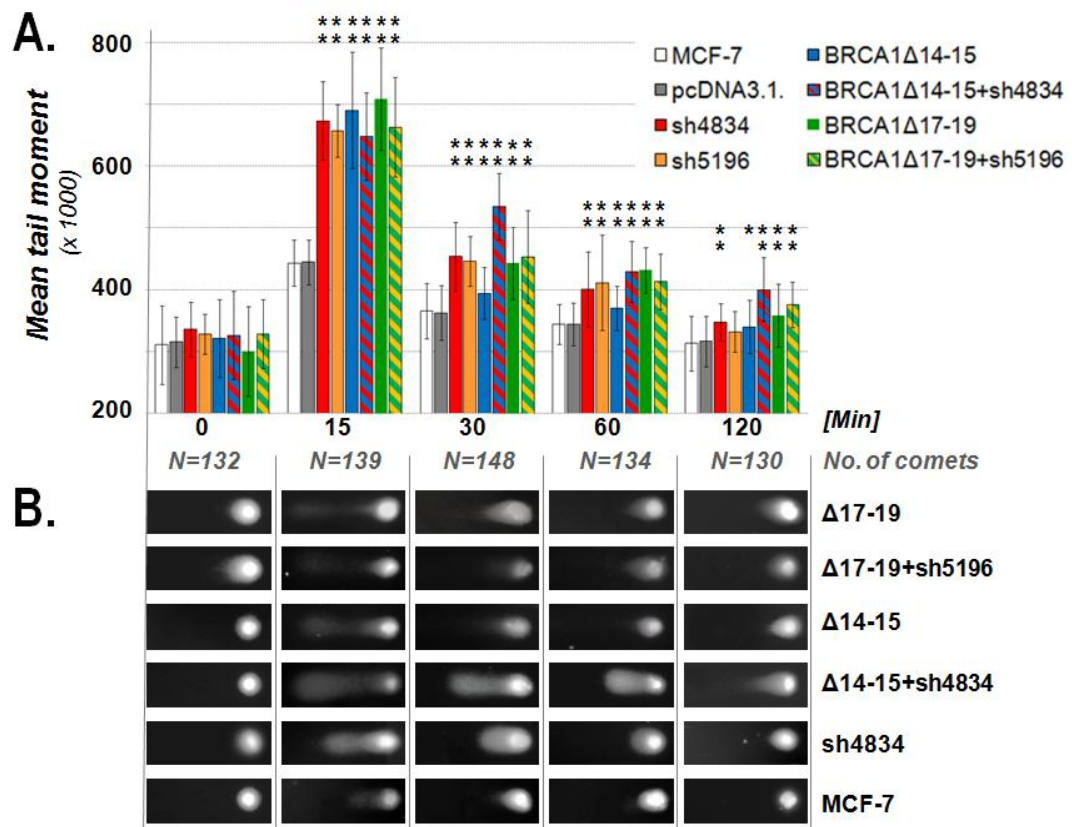 A.
** ** ** ** ** **
** ** ** ** ** **
** ** ** ** ** **
** * ** ** **
800
600
400
200
Mean tail moment
(x 1000)
MCF-7
pcDNA3.1.
sh4834
sh5196
BRCA1Δ14-15
BRCA1Δ14-15+sh4834
BRCA1Δ17-19
BRCA1Δ17-19+sh5196
0 15 30 60 120 [Min]
N=132 N=139 N=148 N=134 N=130 No. of comets
B.
Δ17-19
Δ17-19+sh5196
Δ14-15
Δ14-15+sh4834
sh4834
MCF-7